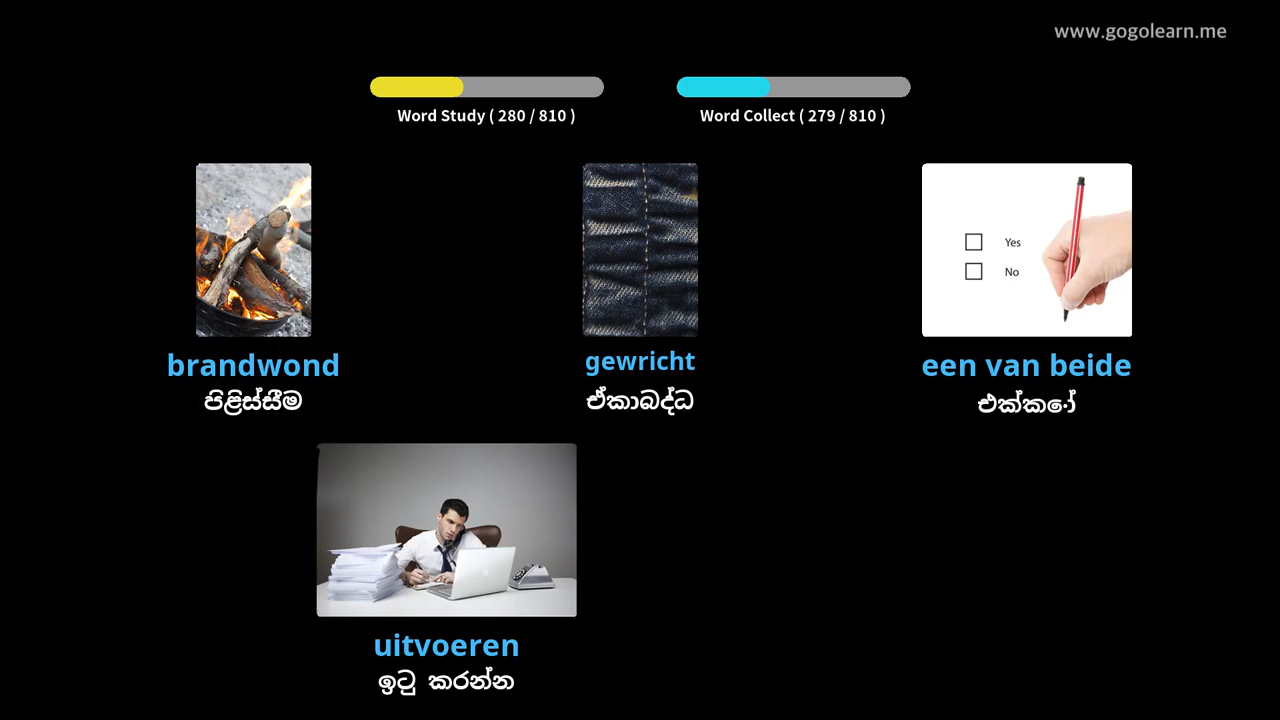 www.gogolearn.me
Word Study ( 280 / 810 )
Word Collect ( 279 / 810 )
Yes
No
brandwond
පිළිස්සීම
gewricht
ඒකාබද්ධ
een van beide
එක්කෝ
uitvoeren
ඉටු කරන්න